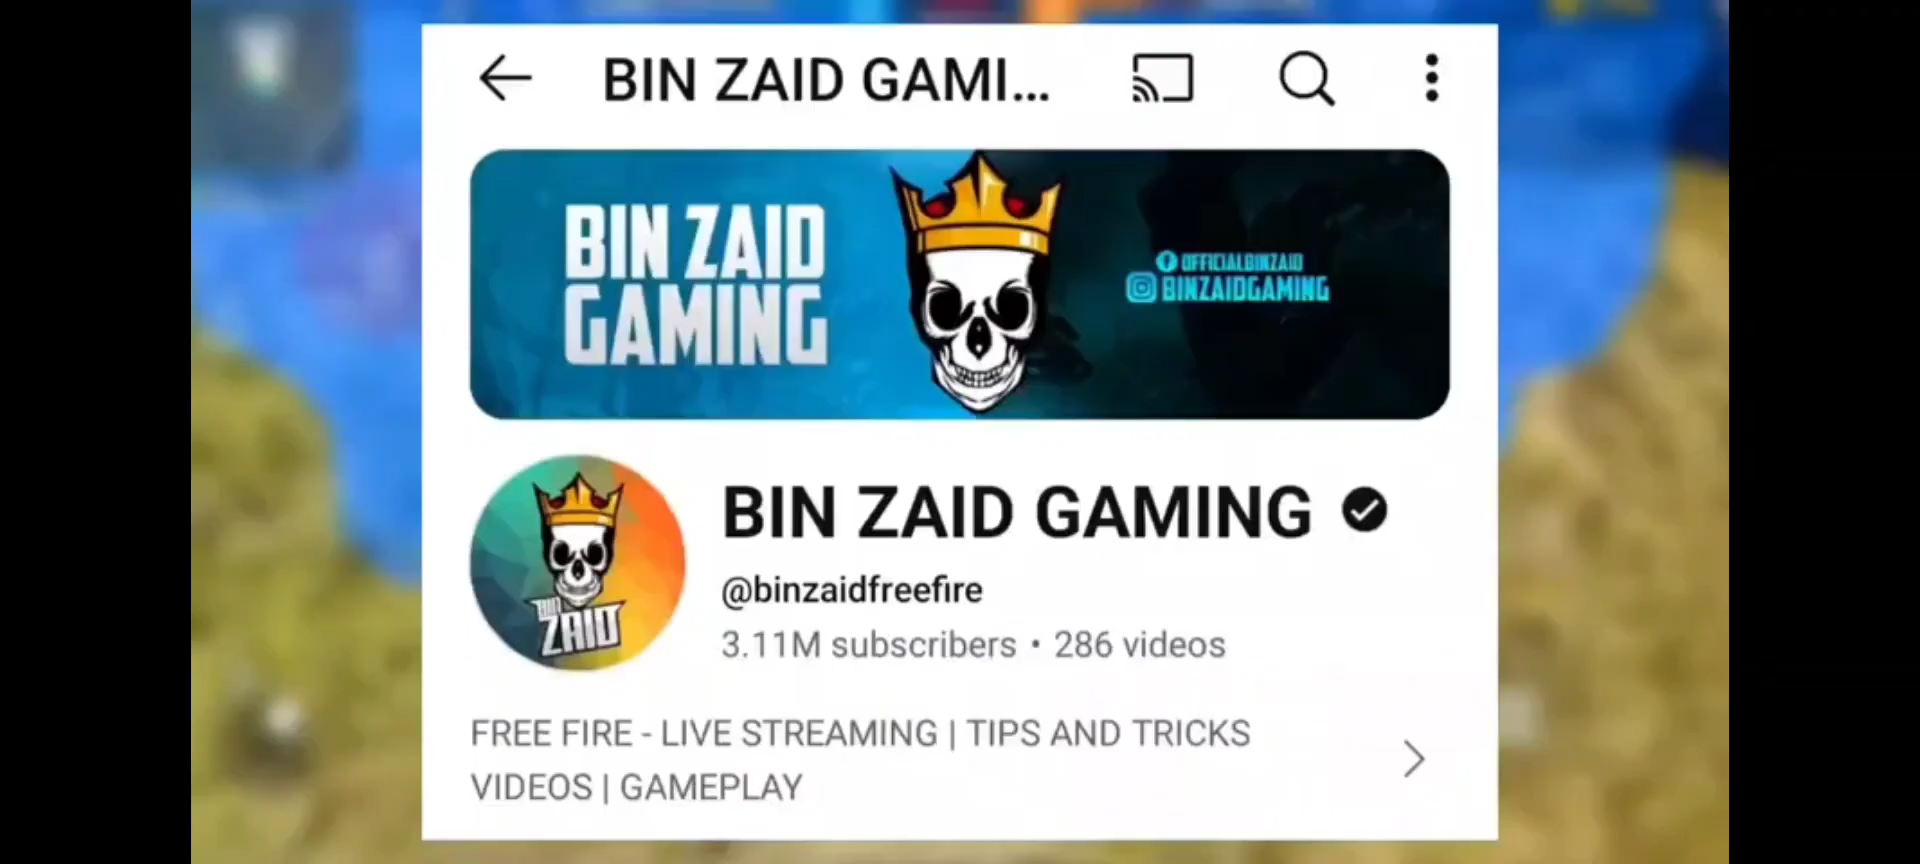 BIN ZAID GAMI...
BIN ZAID
GAMING
OFFICIALBINZAID
BINZAIDGAMING
BIN ZAID GAMING
@binzaidfreefire
3.11M subscribers • 286 videos
BIN
ZAID
FREE FIRE - LIVE STREAMING | TIPS AND TRICKS
VIDEOS | GAMEPLAY